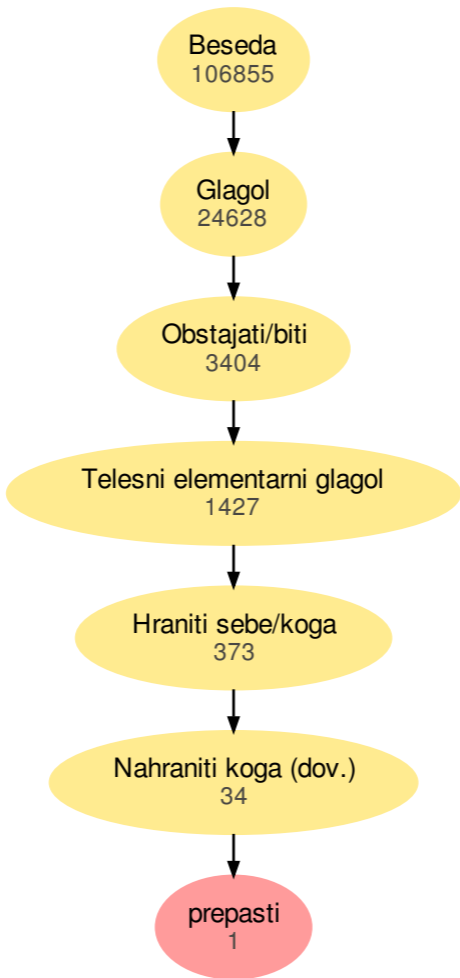 Beseda
106855
Glagol
24628
Obstajati/biti
3404
Telesni elementarni glagol
1427
Hraniti sebe/koga
373
Nahraniti koga (dov.)
34
prepasti
1